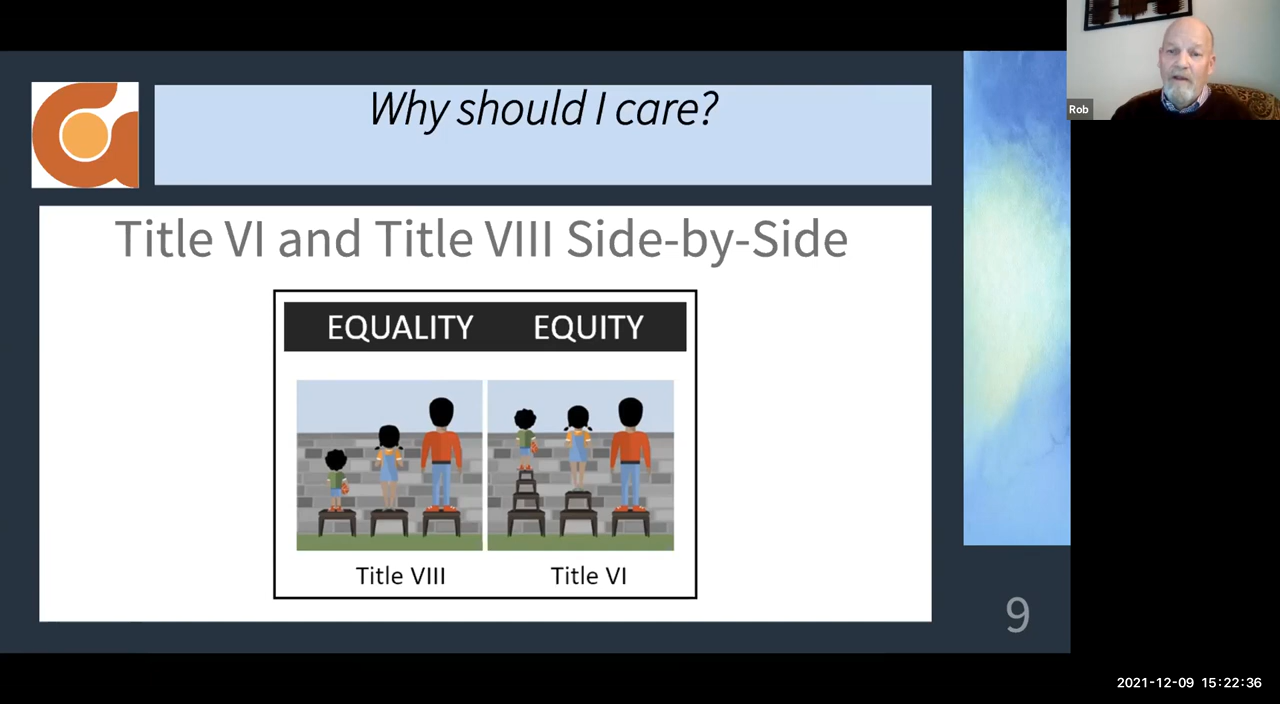 Why should I care?
Rob
Title VI and Title VIII Side-by-Side
EQUALITY EQUITY
Title VIII Title VI
9
2021-12-09 15:22:36